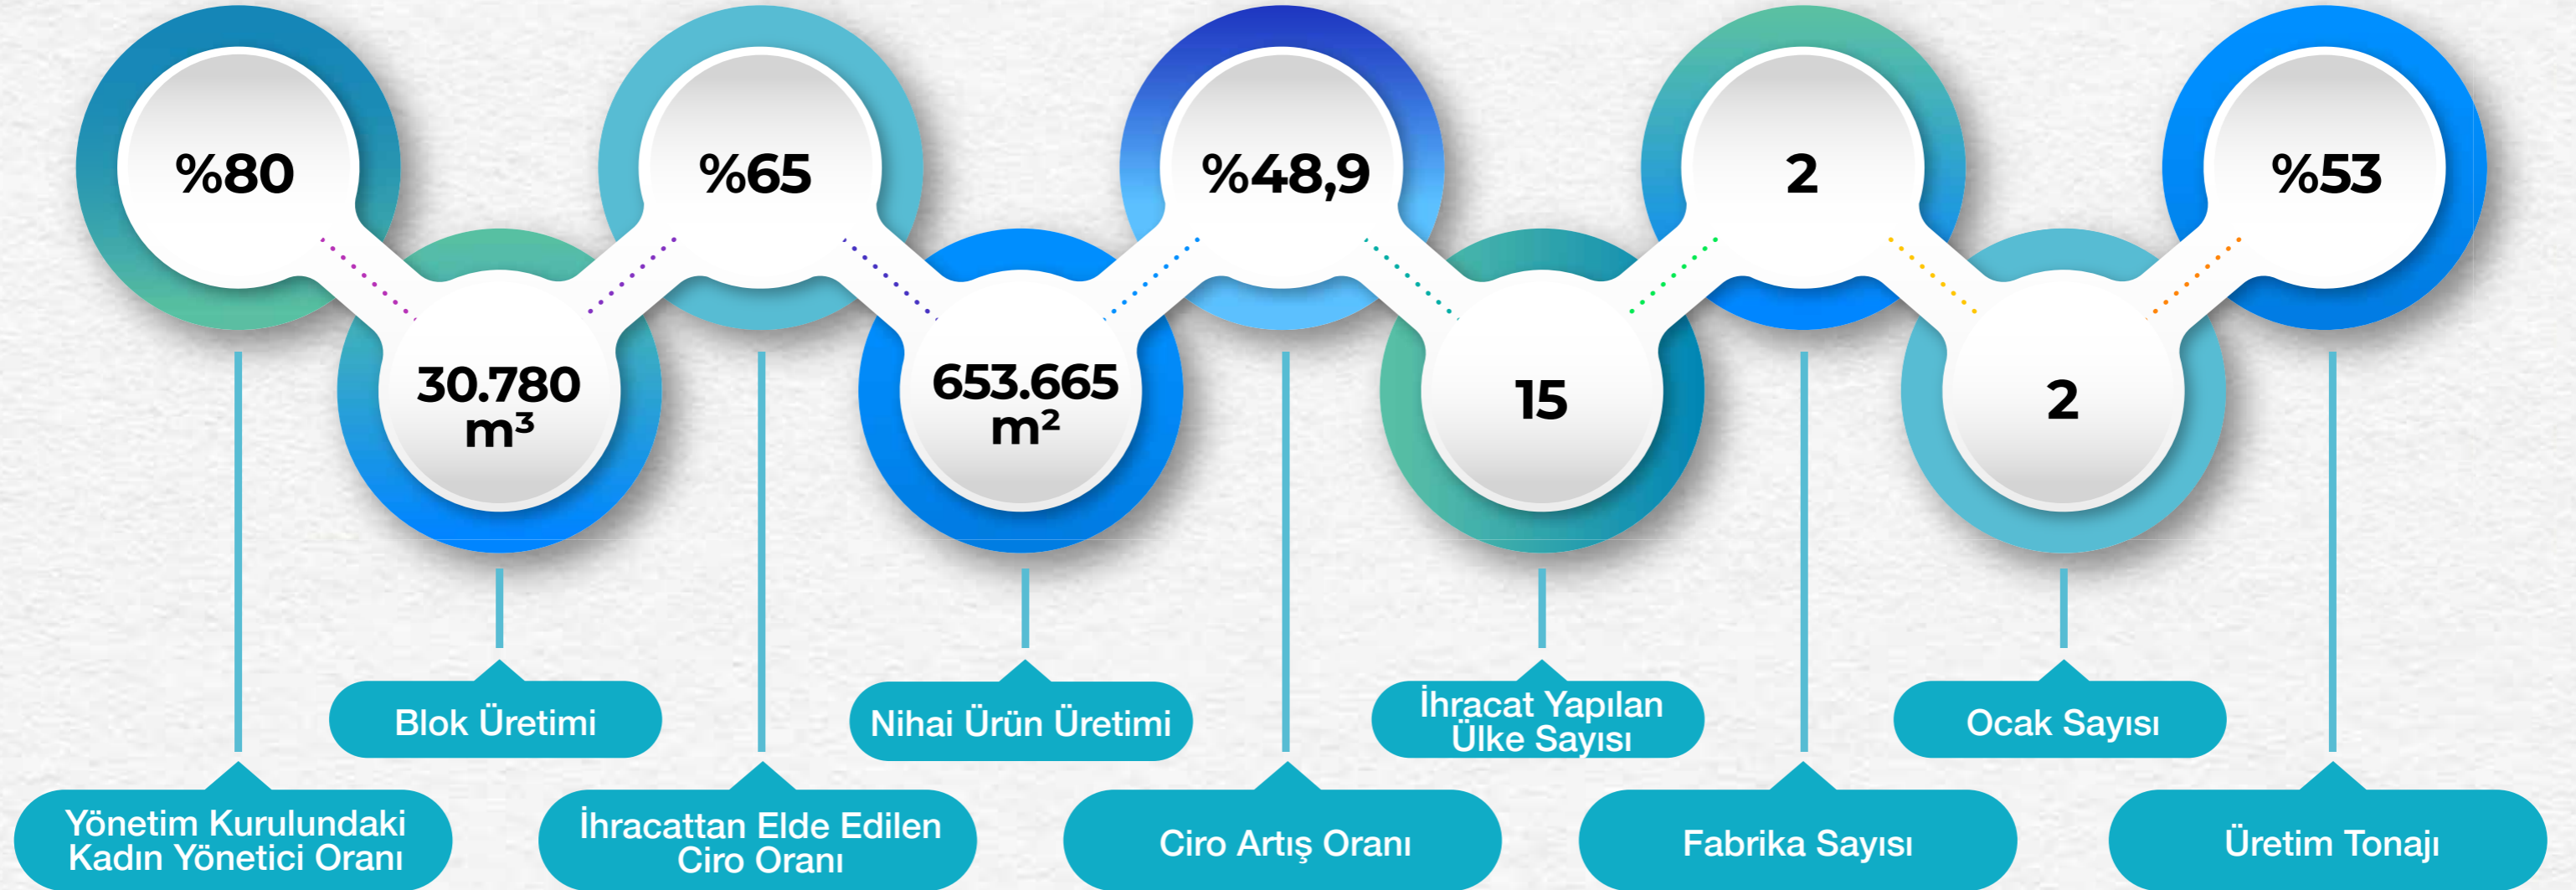 %80
%65
%48,9
2
%53
30.780
m³
653.665
m²
15
2
Blok Üretimi
Nihai Ürün Üretimi
İhracat Yapılan
Ülke Sayısı
Ocak Sayısı
Yönetim Kurulundaki
Kadın Yönetici Oranı
İhracattan Elde Edilen
Ciro Oranı
Ciro Artış Oranı
Fabrika Sayısı
Üretim Tonajı